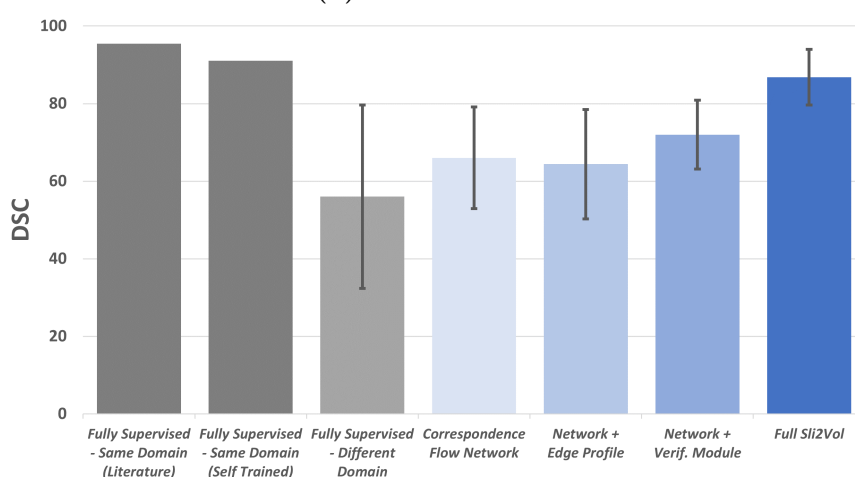 100
80
60
40
20
0
DSC
Fully Supervised
- Same Domain
(Literature)
Fully Supervised
- Same Domain
(Self Trained)
Fully Supervised
- Different
Domain
Correspondence
Flow Network
Network +
Edge Profile
Network +
Verif. Module
Full Sli2Vol